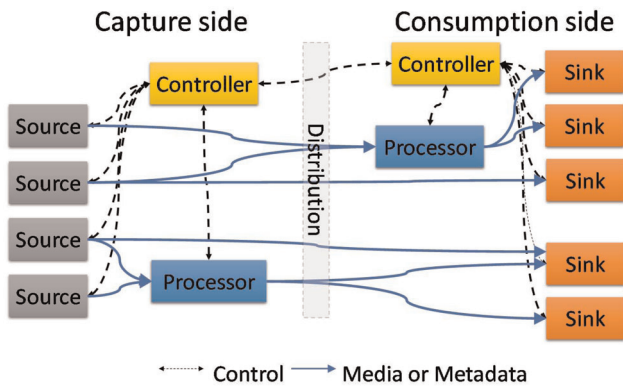 Capture side
Consumption side
Controller
Controller
Sink
Source
Distribution
Processor
Sink
Source
Sink
Source
Sink
Source
Processor
Sink
Control
Media or Metadata